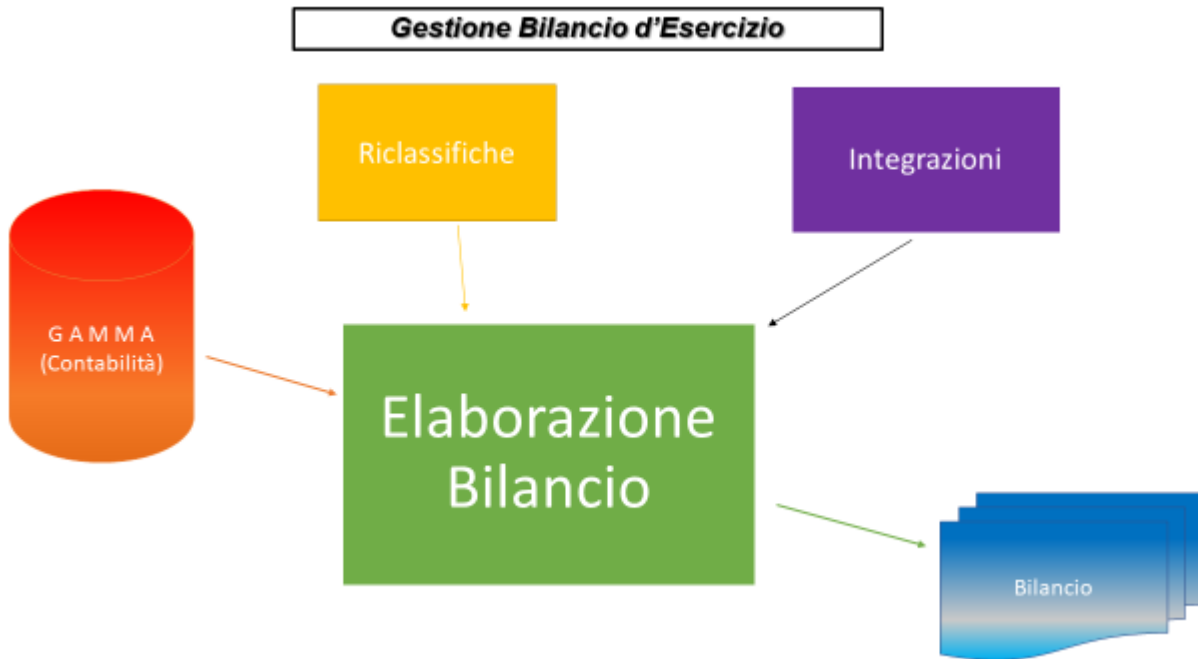 Gestione Bilancio d'Esercizio
Riclassifiche
Integrazioni
G A M M A
(Contabilità)
Elaborazione
Bilancio
Bilancio